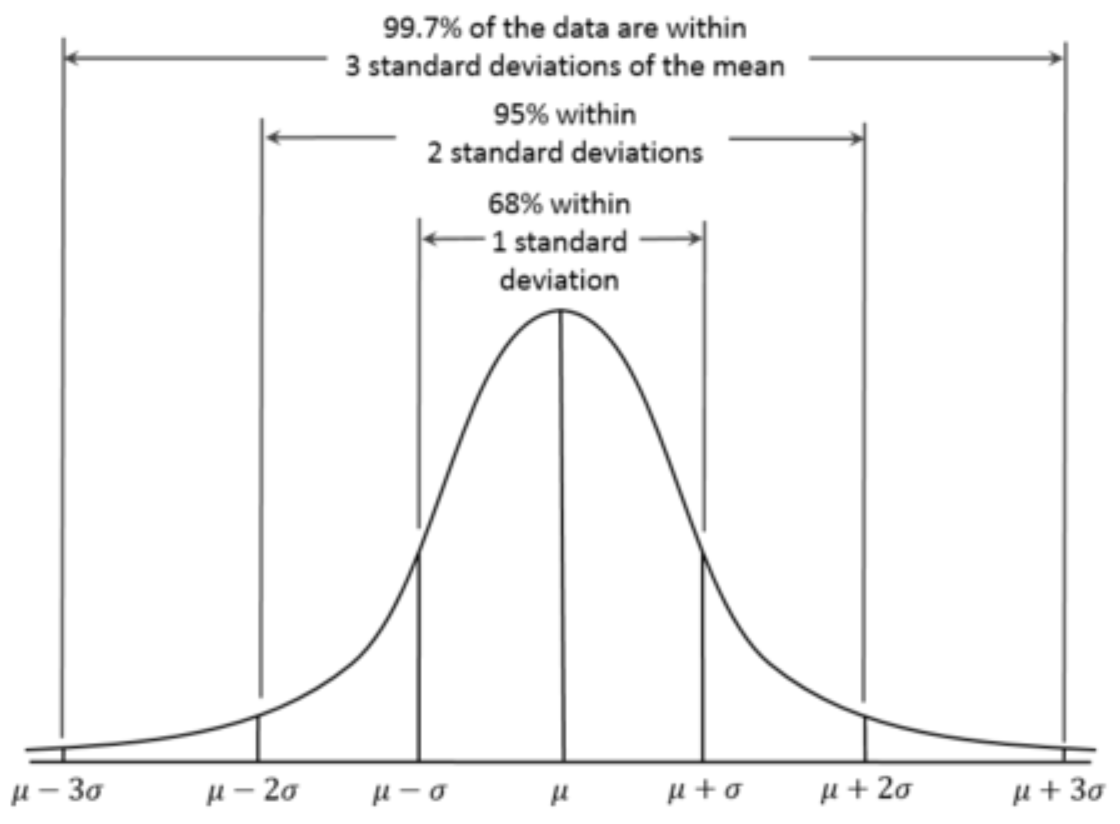 99.7% of the data are within
3 standard deviations of the mean
95% within
2 standard deviations
68% within
1 standard
deviation
μ − 3σ μ − 2σ μ − σ μ μ + σ μ + 2σ μ + 3σ